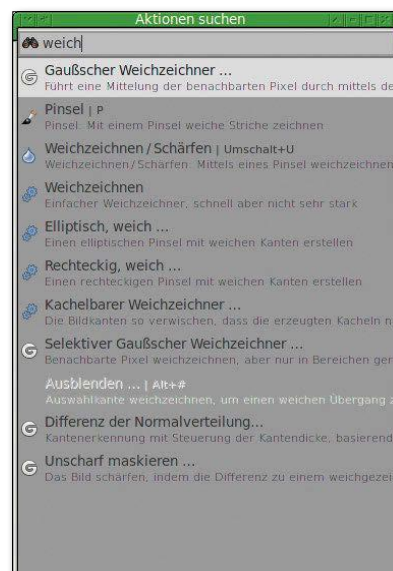 Aktionen suchen
weich
Gaußscher Weichzeichner ...
Führt eine Mittelung der benachbarten Pixel durch mittels de
Pinsel | P
Pinsel: Mit einem Pinsel weiche Striche zeichnen
Weichzeichnen / Schärfen | Umschalt+U
Weichzeichnen/Schärfen: Mittels eines Pinsel weichzeichnen
Weichzeichnen
Einfacher Weichzeichner, schnell aber nicht sehr stark
Elliptisch, weich ...
Einen elliptischen Pinsel mit weichen Kanten erstellen
Rechteckig, weich ...
Einen rechteckigen Pinsel mit weichen Kanten erstellen
Kachelbarer Weichzeichner ...
Die Bildkanten so verwischen, dass die erzeugten Kacheln n
Selektiver Gaußscher Weichzeichner ...
Benachbarte Pixel weichzeichnen, aber nur in Bereichen ger
Ausblenden ... | Alt+#
Auswahlkante weichzeichnen, um einen weichen Übergang z
Differenz der Normalverteilung...
Kantenerkennung mit Steuerung der Kantendicke, basierend
Unscharf maskieren ...
Das Bild schärfen, indem die Differenz zu einem weichgezei